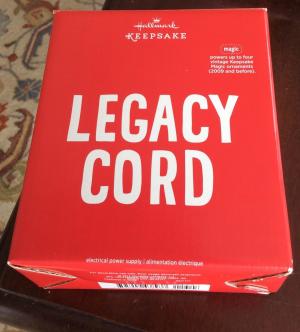 Hallmark
KEEPSAKE
magic
powers up to four
vintage Keepsake
Magic ornaments
(2009 and before).
LEGACY
CORD
electrical power supply | alimentation électrique